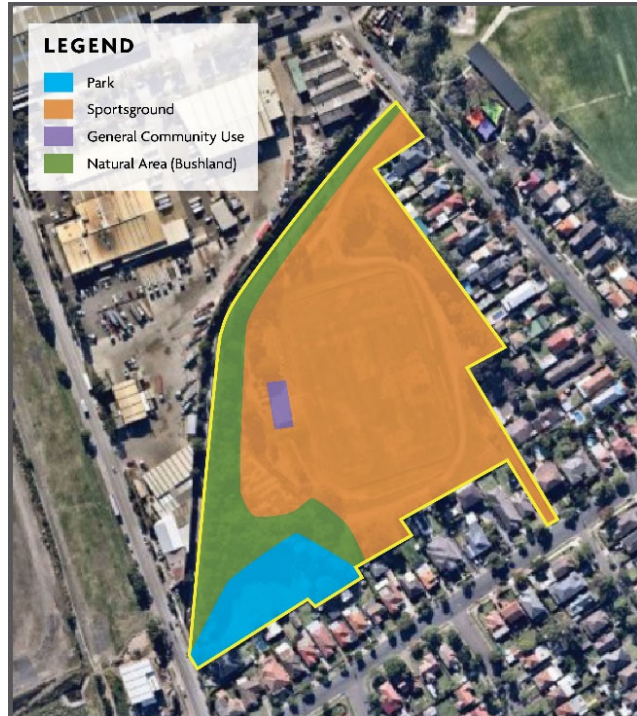 LEGEND
Park
Sportsground
General Community Use
Natural Area (Bushland)